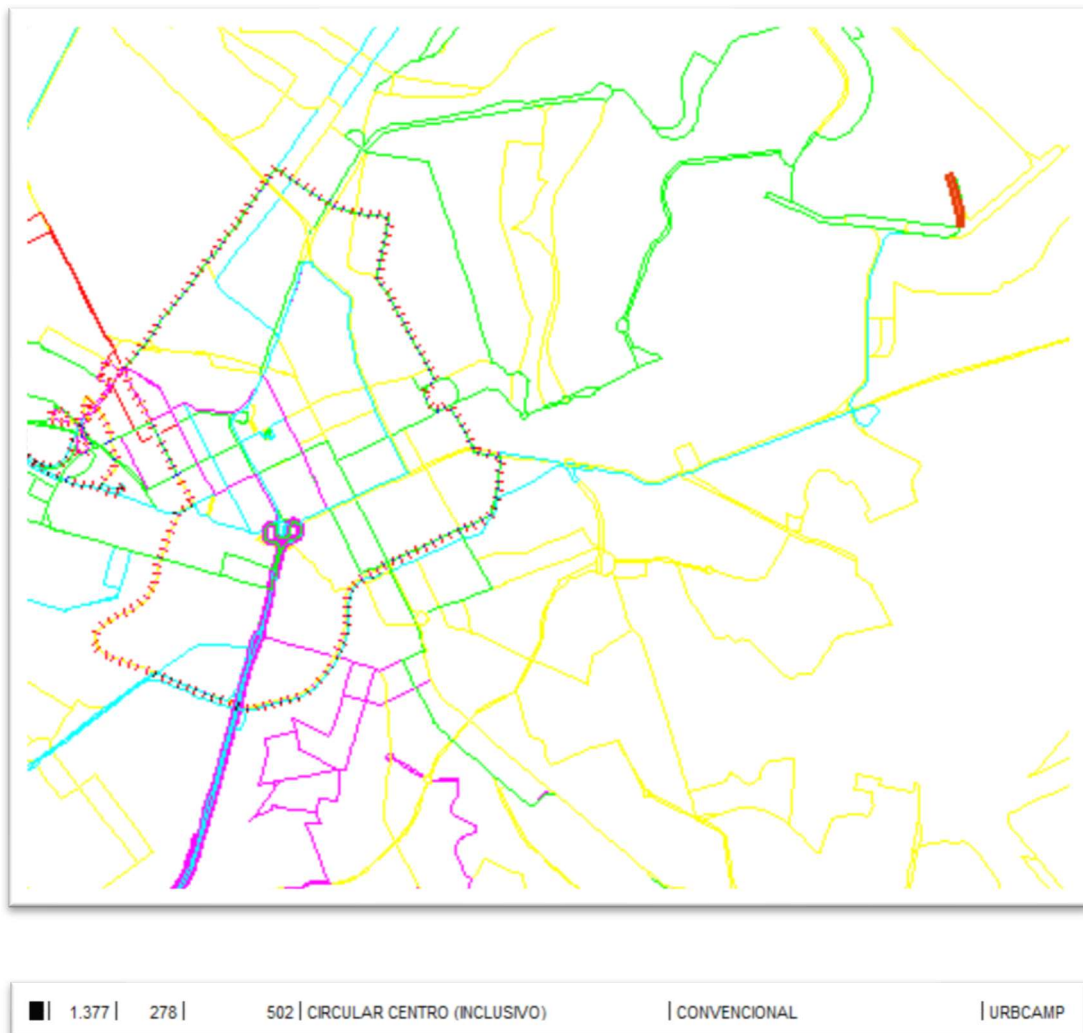 1.377 | 278 | 502 | CIRCULAR CENTRO (INCLUSIVO) | CONVENCIONAL | URBCAMP